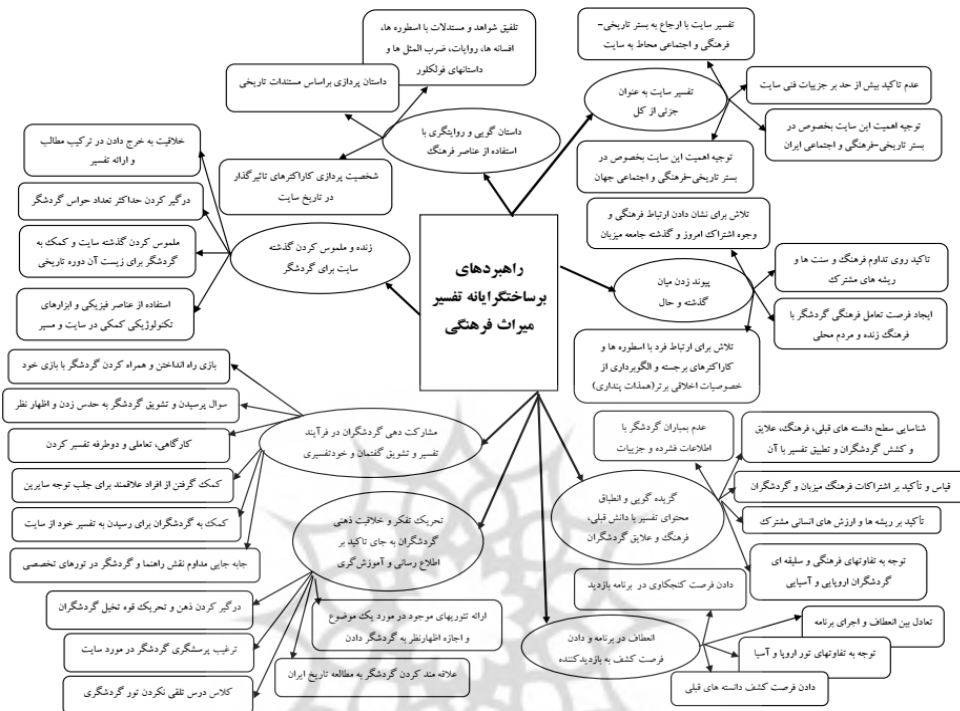 راهبردهای
برساختگرایانه تفسیر
میراث فرهنگی
تفسیر سایت به عنوان
جزئی از کل
تفسیر سایت با ارجاع به بستر تاریخی-
فرهنگی و اجتماعی محاط به سایت
عدم تاکید بیش از حد بر جزییات فنی سایت
توجیه اهمیت این سایت بخصوص در
بستر تاریخی-فرهنگی و اجتماعی ایران
توجیه اهمیت این سایت بخصوص در
بستر تاریخی-فرهنگی و اجتماعی جهان
پیوند زدن میان
گذشته و حال
تلاش برای نشان دادن ارتباط فرهنگی و
وجوه اشتراک امروز و گذشته جامعه میزبان
تاکید روی تداوم فرهنگ و سنت ها و
ریشه های مشترک
ایجاد فرصت تعامل فرهنگی گردشگر با
فرهنگ زنده و مردم محلی
تلاش برای ارتباط فرد با اسطوره ها و
کاراکترهای برجسته و الگوبرداری از
خصوصیات اخلاقی برتر(همذات پنداری)
گزیده گویی و انطباق
محتوای تفسیر با دانش قبلی،
فرهنگ و علایق گردشگران
عدم بمباران گردشگر با
اطلاعات فشرده و جزییات
شناسایی سطح دانسته های قبلی، فرهنگ، علایق
و کشش گردشگران و تطبیق تفسیر با آن
قیاس و تأکید بر اشتراکات فرهنگ میزبان و گردشگران
تأکید بر ریشه ها و ارزش های انسانی مشترک
توجه به تفاوتهای فرهنگی و سلیقه ای
گردشگران اروپایی و آسیایی
انعطاف در برنامه و دادن
فرصت کشف به بازدیدکننده
دادن فرصت کنجکاوی در برنامه بازدید
تعادل بین انعطاف و اجرای برنامه
توجه به تفاوتهای تور اروپا و آسیا
دادن فرصت کشف دانسته های قبلی
داستان گویی و روایتگری با
استفاده از عناصر فرهنگ
تلفیق شواهد و مستدلات با اسطوره ها،
افسانه ها، روایات، ضرب المثل ها و
داستانهای فولکلور
داستان پردازی براساس مستندات تاریخی
شخصیت پردازی کاراکترهای تاثیرگذار
در تاریخ سایت
زنده و ملموس کردن گذشته
سایت برای گردشگر
خلاقیت به خرج دادن در ترکیب مطالب
و ارائه تفسیر
درگیر کردن حداکثر تعداد حواس گردشگر
ملموس کردن گذشته سایت و کمک به
گردشگر برای زیست آن دوره تاریخی
استفاده از عناصر فیزیکی و ابزارهای
تکنولوژیکی کمکی در سایت و مسیر
مشارکت دهی گردشگران در فرآیند
تفسیر و تشویق گفتمان و خودتفسیری
بازی راه انداختن و همراه کردن گردشگر با بازی خود
سوال پرسیدن و تشویق گردشگر به حدس زدن و اظهار نظر
کارگاهی، تعاملی و دوطرفه تفسیر کردن
کمک گرفتن از افراد علاقمند برای جلب توجه سایرین
کمک به گردشگران برای رسیدن به تفسیر خود از سایت
جابه جایی مداوم نقش راهنما و گردشگر در تورهای تخصصی
تحریک تفکر و خلاقیت ذهنی
گردشگران به جای تاکید بر
اطلاع رسانی و آموزش‌گری
درگیر کردن ذهن و تحریک قوه تخیل گردشگران
ترغیب پرسشگری گردشگر در مورد سایت
کلاس درس تلقی نکردن تور گردشگری
ارائه تئوریهای موجود در مورد یک موضوع
و اجازه اظهارنظر به گردشگر دادن
علاقه مند کردن گردشگر به مطالعه تاریخ ایران